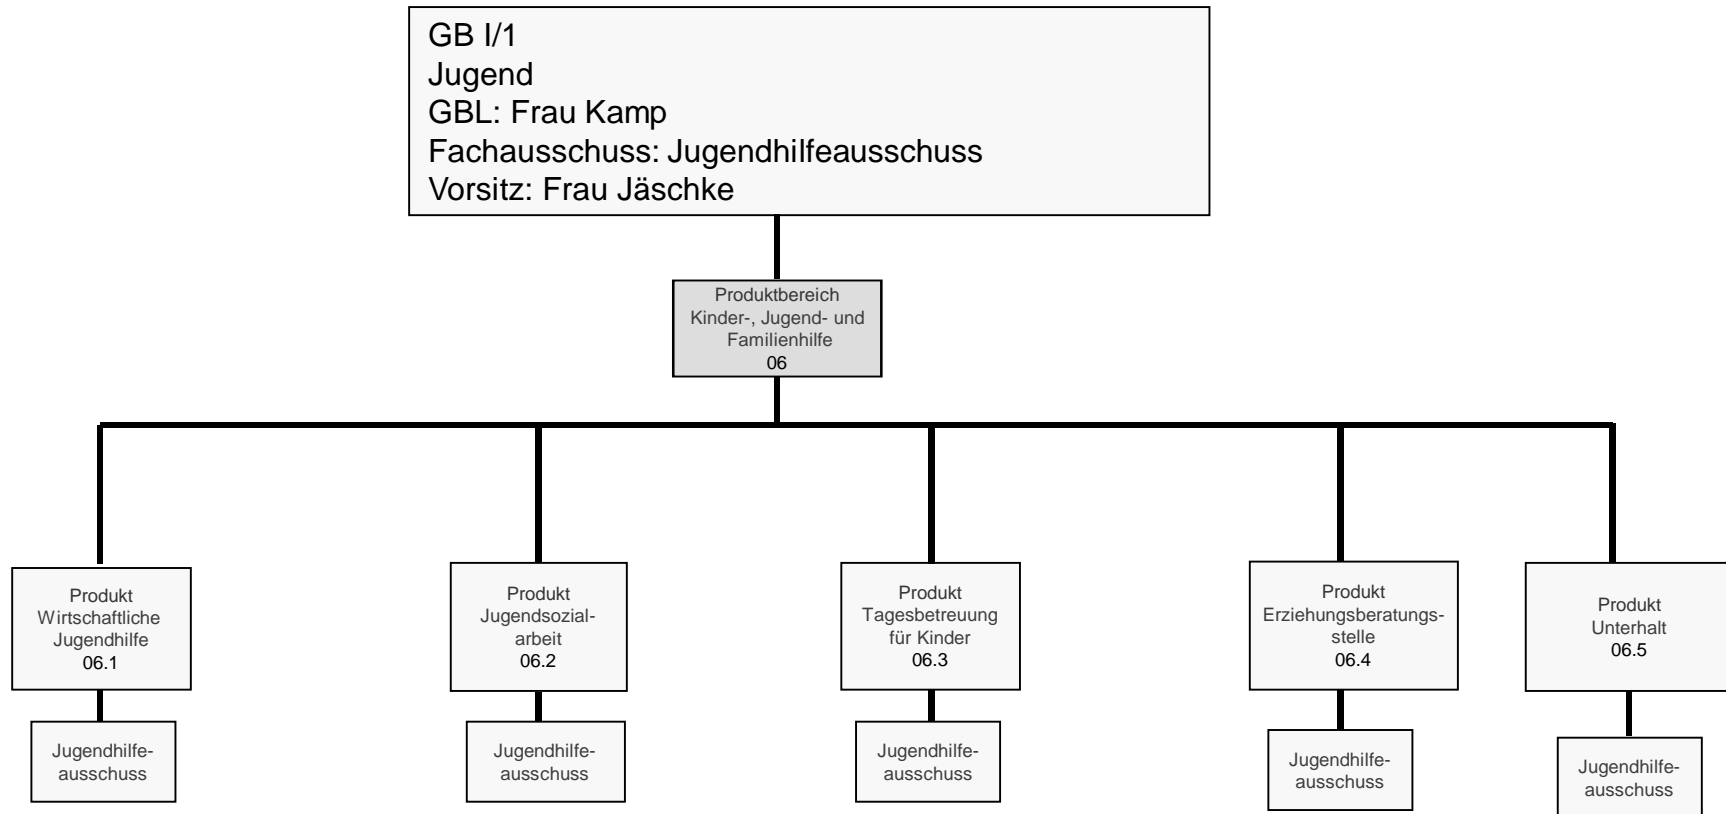 GB I/1
Jugend
GBL: Frau Kamp
Fachausschuss: Jugendhilfeausschuss
Vorsitz: Frau Jäschke
Produktbereich
Kinder-, Jugend- und
Familienhilfe
06
Produkt
Wirtschaftliche
Jugendhilfe
06.1
Produkt
Jugendsozial-
arbeit
06.2
Produkt
Tagesbetreuung
für Kinder
06.3
Produkt
Erziehungsberatungs-
stelle
06.4
Produkt
Unterhalt
06.5
Jugendhilfe-
ausschuss
Jugendhilfe-
ausschuss
Jugendhilfe-
ausschuss
Jugendhilfe-
ausschuss
Jugendhilfe-
ausschuss